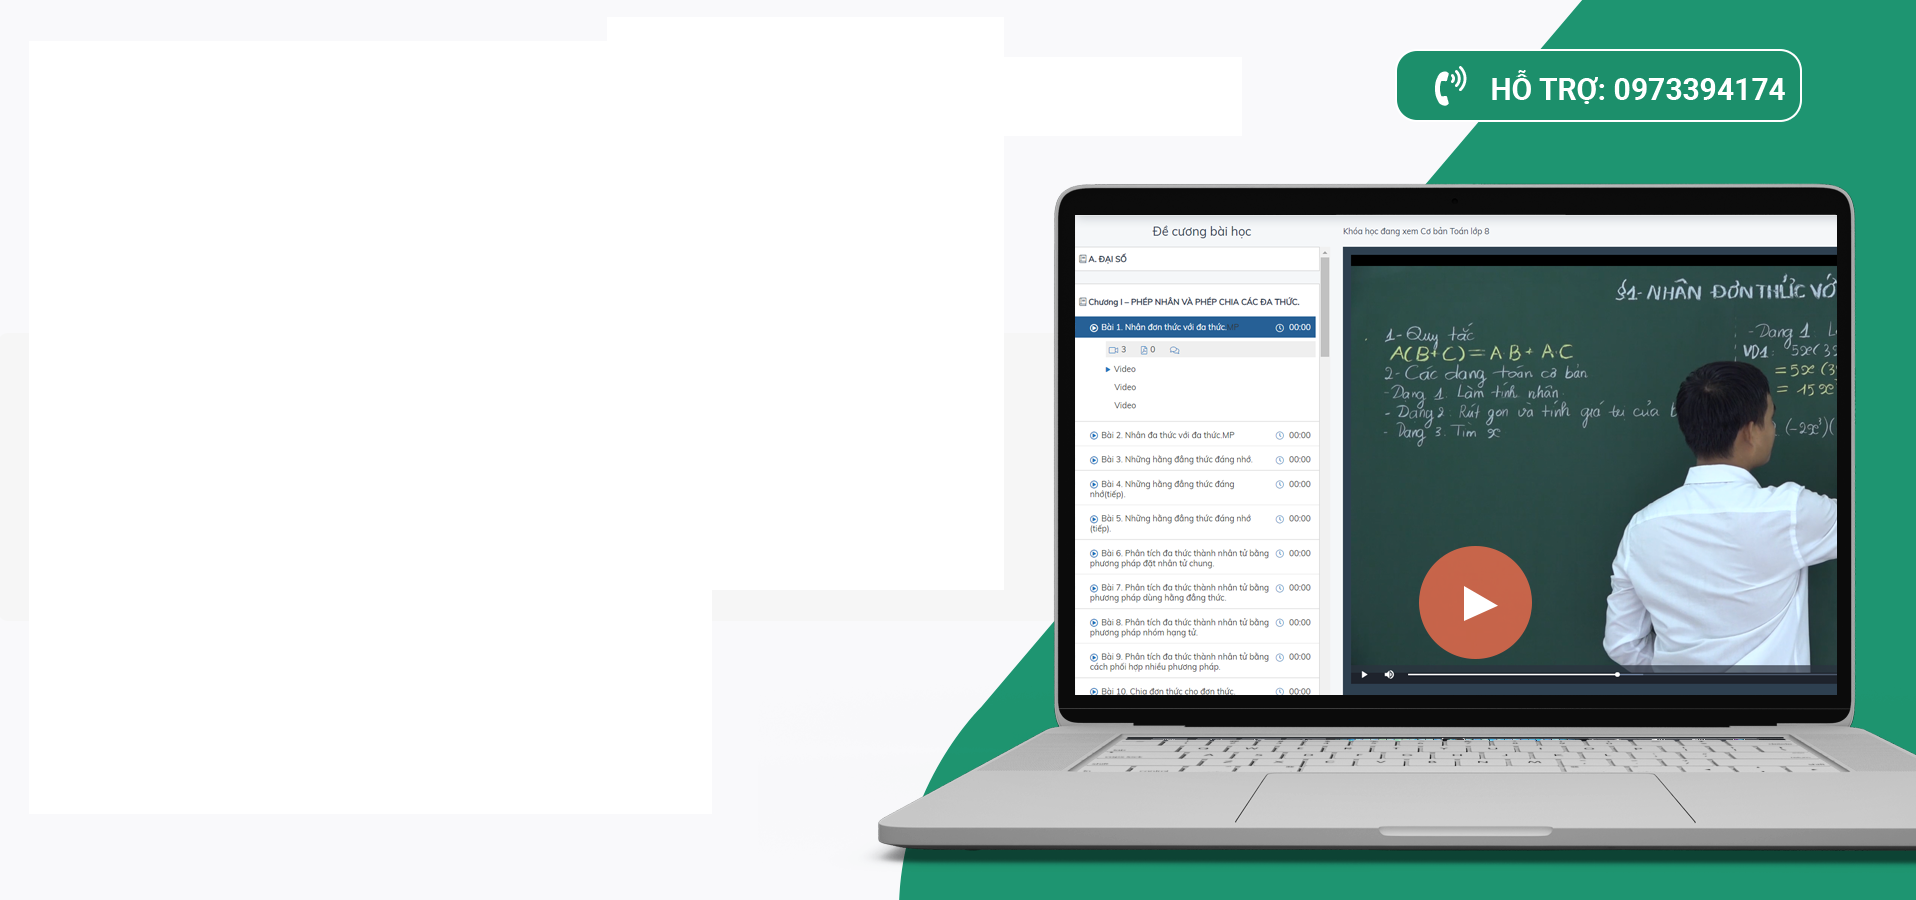 HỖ TRỢ: 0973394174
Đề cương bài học
Khóa học đang xem Cơ bản Toán lớp 8
A. ĐẠI SỐ
Chương I – PHÉP NHÂN VÀ PHÉP CHIA CÁC ĐA THỨC.
Bài 1. Nhân đơn thức với đa thức.MP 00:00
3 0
Video
Video
Video
Bài 2. Nhân đa thức với đa thức.MP 00:00
Bài 3. Những hằng đẳng thức đáng nhớ. 00:00
Bài 4. Những hằng đẳng thức đáng 00:00
nhớ(tiếp).
Bài 5. Những hằng đẳng thức đáng nhớ 00:00
(tiếp).
Bài 6. Phân tích đa thức thành nhân tử bằng 00:00
phương pháp đặt nhân tử chung.
Bài 7. Phân tích đa thức thành nhân tử bằng 00:00
phương pháp dùng hằng đẳng thức.
Bài 8. Phân tích đa thức thành nhân tử bằng 00:00
phương pháp nhóm hạng tử.
Bài 9. Phân tích đa thức thành nhân tử bằng 00:00
cách phối hợp nhiều phương pháp.
Bài 10. Chia đơn thức cho đơn thức. 00:00
§1- NHÂN ĐƠN THỨC VỚ
1- Quy tắc
A(B+C) = A·B + A·C
2- Các dạng toán cơ bản
- Dạng 1. Làm tính nhân
- Dạng 2: Rút gọn và tính giá trị của b
- Dạng 3. Tìm x
- Dạng 1 L
VD1: 5x(3
=5x(3
= 15x
(-2x³)(